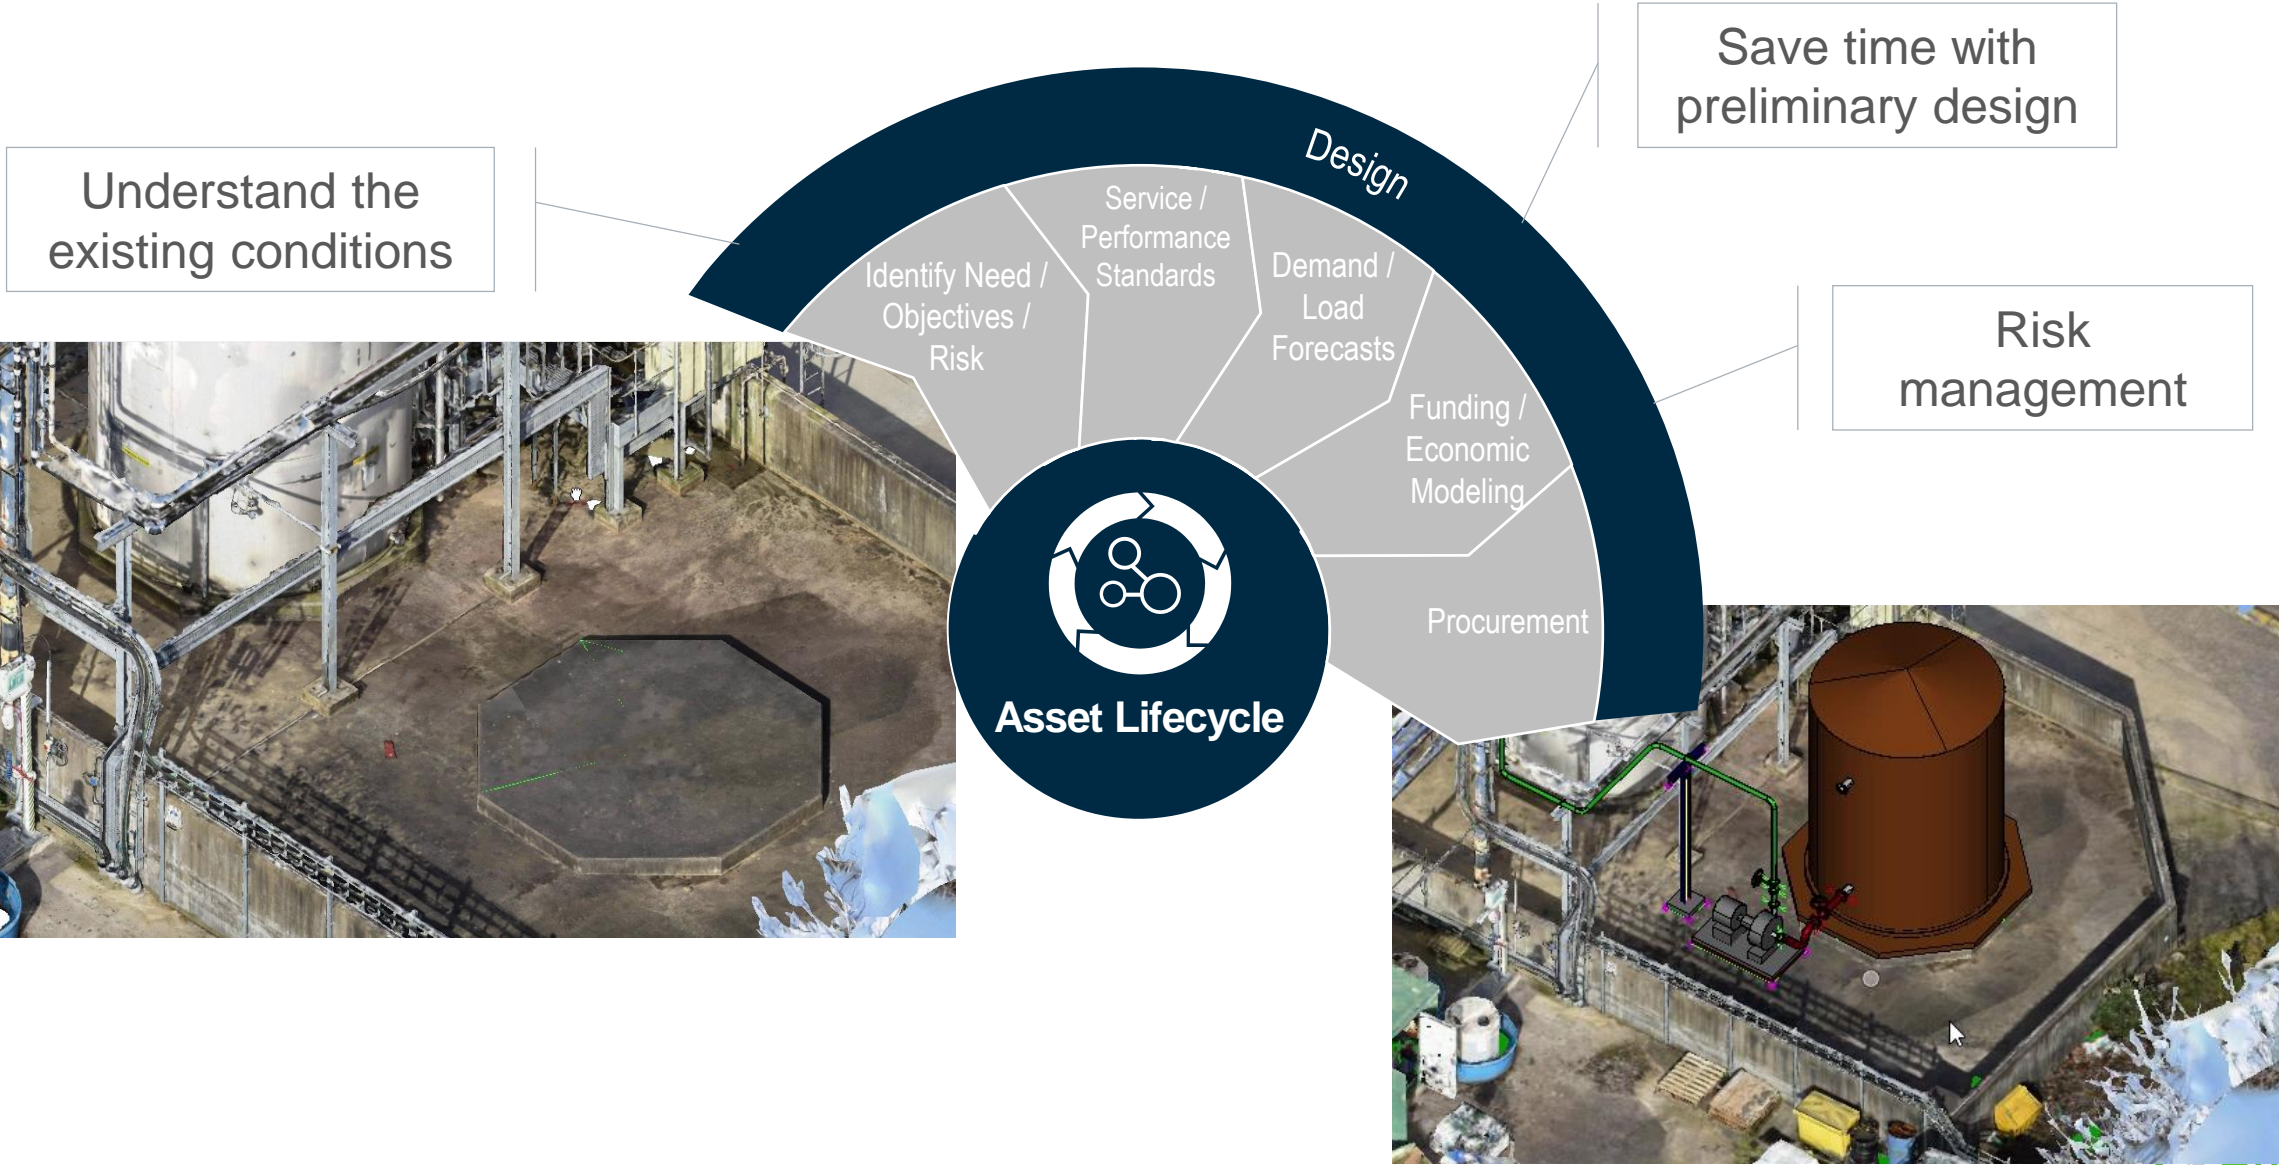 Save time with
preliminary design
Understand the
existing conditions
Design
Service /
Performance
Standards
Identify Need /
Objectives /
Risk
Demand /
Load
Forecasts
Risk
management
Funding /
Economic
Modeling
Procurement
Asset Lifecycle